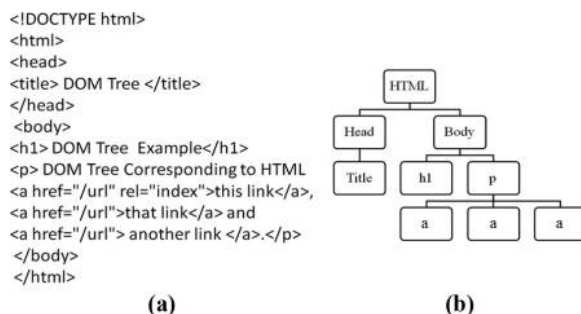 <!DOCTYPE html>
<html>
<head>
<title> DOM Tree </title>
</head>
<body>
<h1> DOM Tree  Example</h1>
<p> DOM Tree Corresponding to HTML
<a href="/url" rel="index">this link</a>,
<a href="/url">that link</a> and
<a href="/url"> another link </a>.</p>
</body>
</html>
(a)
HTML
Head Body
Title h1 p
a a a
(b)